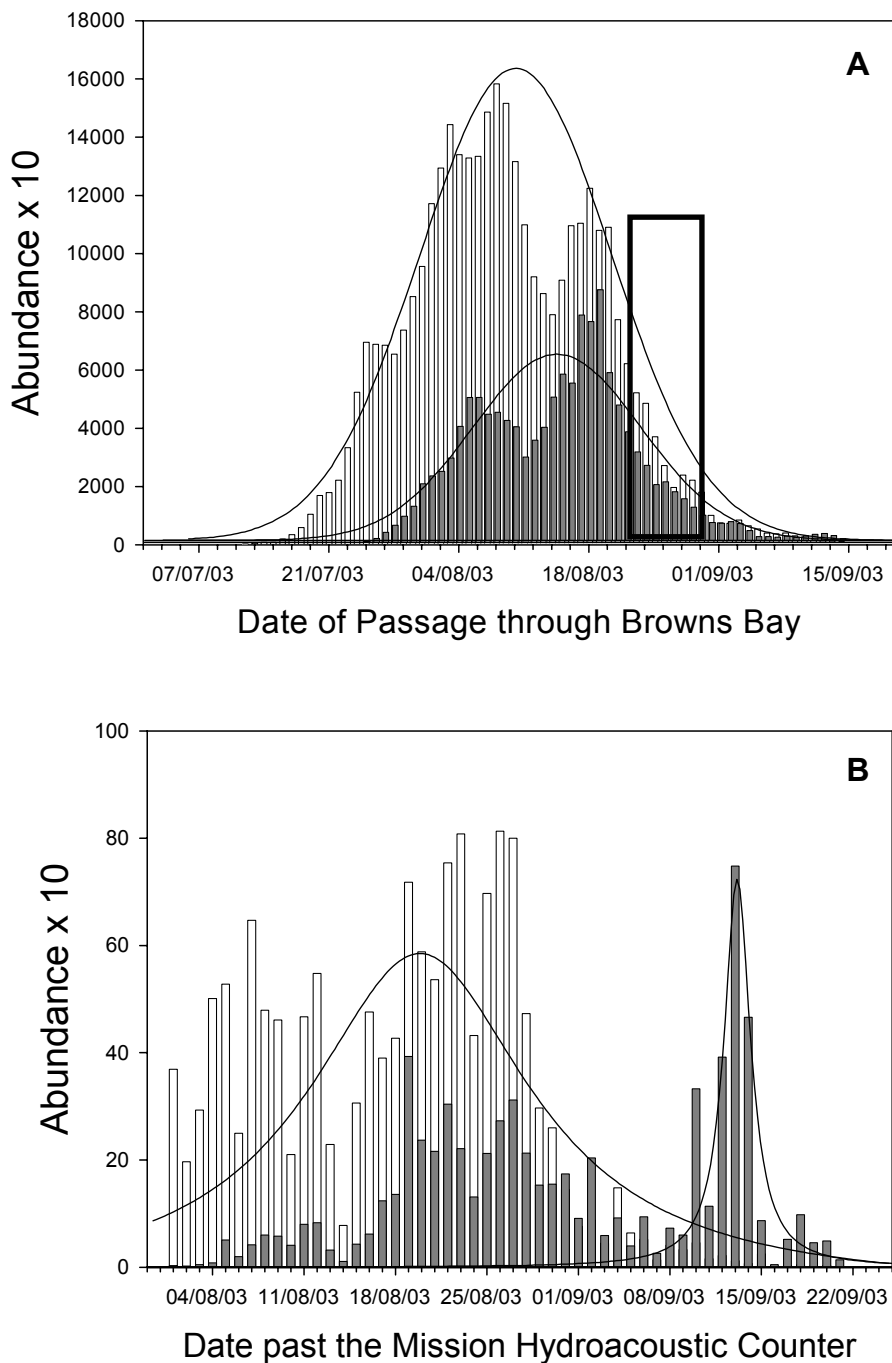 18000
A
16000
14000
12000
10000
8000
6000
4000
2000
0
Abundance x 10
07/07/03 21/07/03 04/08/03 18/08/03 01/09/03 15/09/03
Date of Passage through Browns Bay
100
B
80
60
40
20
0
Abundance x 10
04/08/03 11/08/03 18/08/03 25/08/03 01/09/03 08/09/03 15/09/03 22/09/03
Date past the Mission Hydroacoustic Counter